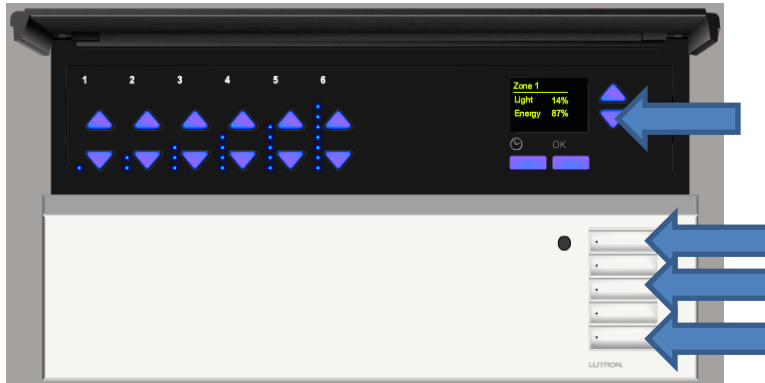 1 2 3 4 5 6
Zone 1
Light 14%
Energy 87%
OK
LUTRON.